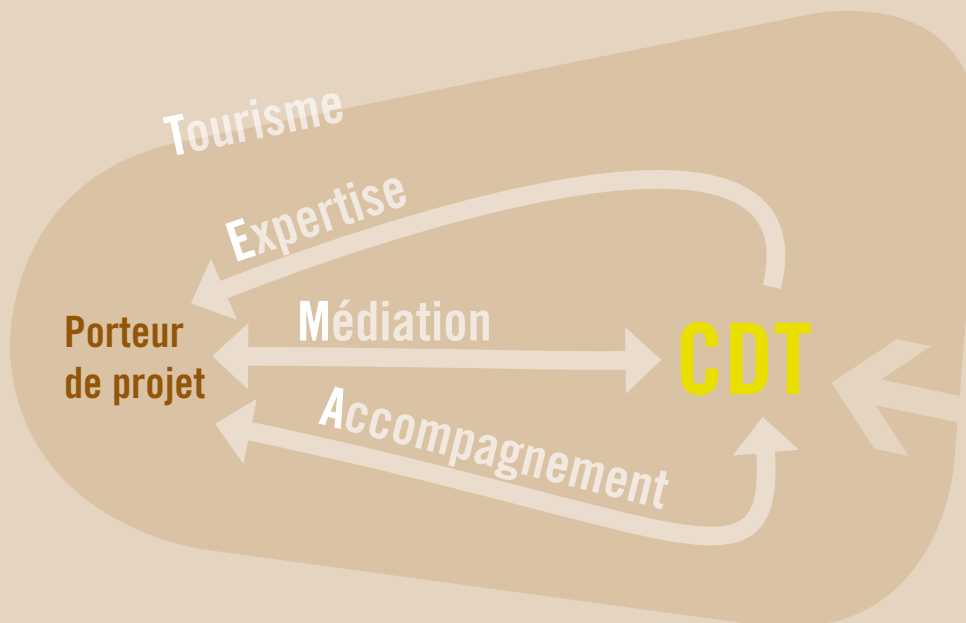 Tourisme
Expertise
Médiation
Porteur
de projet
CDT
Accompagnement